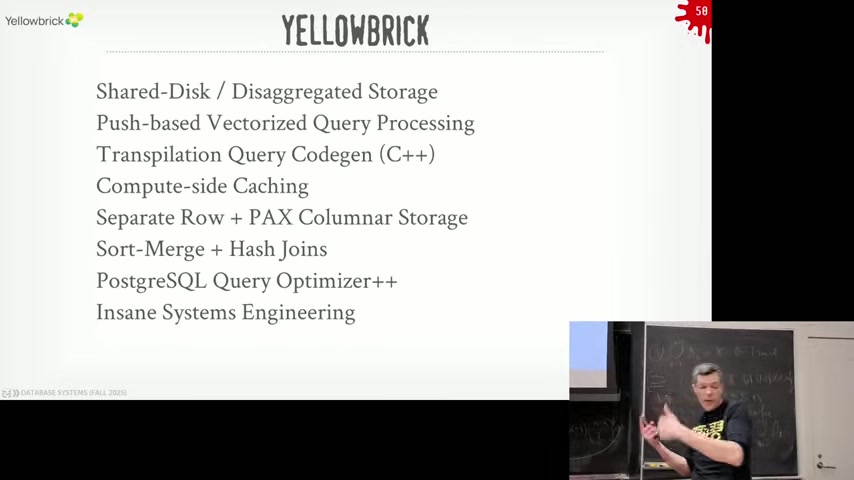 Yellowbrick
YELLOWBRICK
50
Shared-Disk / Disaggregated Storage
Push-based Vectorized Query Processing
Transpilation Query Codegen (C++)
Compute-side Caching
Separate Row + PAX Columnar Storage
Sort-Merge + Hash Joins
PostgreSQL Query Optimizer++
Insane Systems Engineering
DATABASE SYSTEMS (FALL 2025)